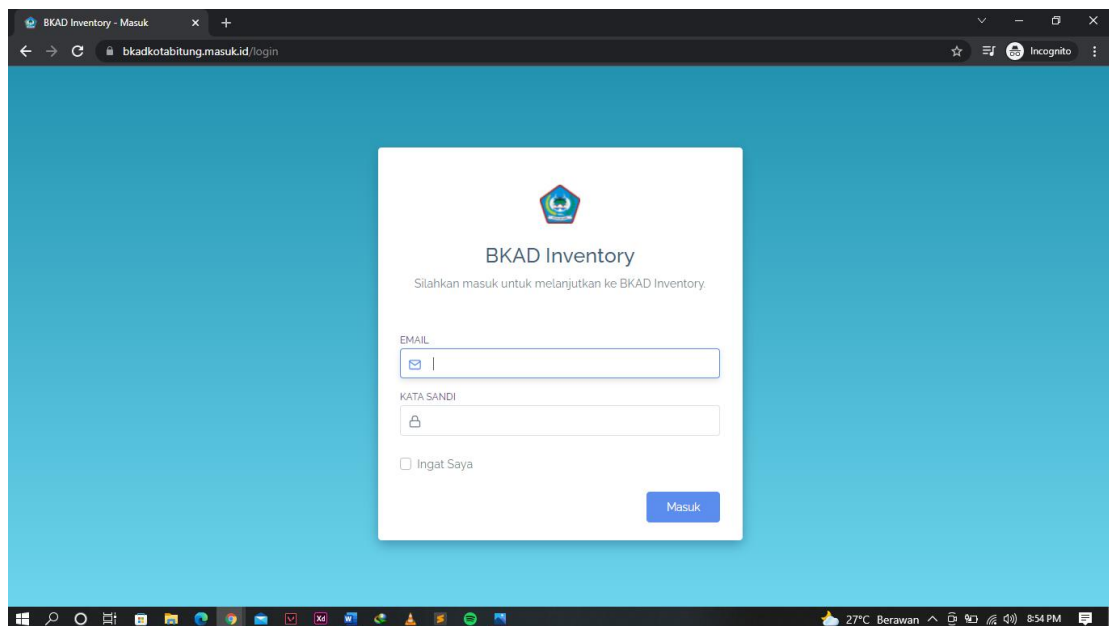 BKAD Inventory - Masuk
bkadkotabitung.masuk.id/login
Incognito
BKAD Inventory
Silahkan masuk untuk melanjutkan ke BKAD Inventory.
EMAIL
KATA SANDI
Ingat Saya
Masuk
Xd
27°C Berawan
8:54 PM